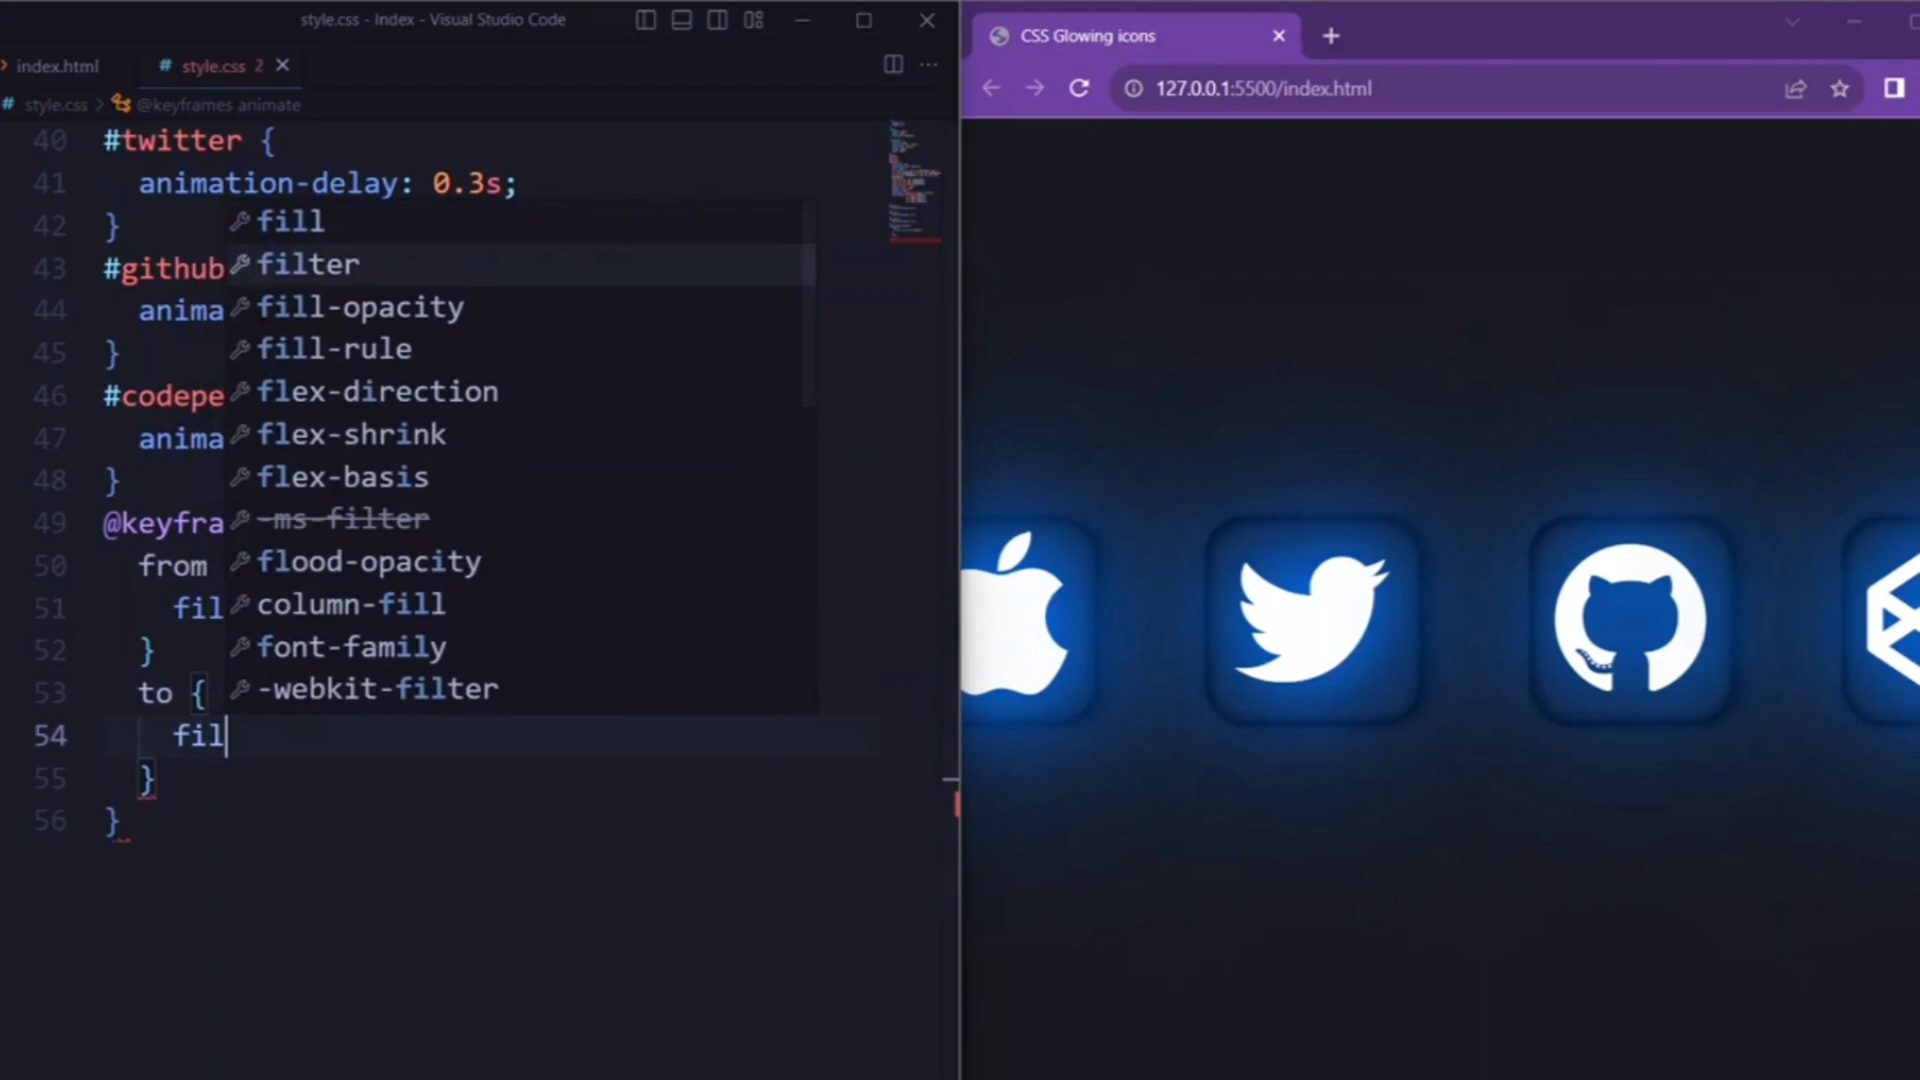 style.css - Index - Visual Studio Code
index.html
# style.css 2
# style.css > @keyframes animate
40 #twitter {
41 animation-delay: 0.3s;
42 }
43 #github
44 anima
45 }
46 #codepe
47 anima
48 }
49 @keyfra
50 from
51 fil
52 }
53 to {
54 fil
55 }
56 }
fill
filter
fill-opacity
fill-rule
flex-direction
flex-shrink
flex-basis
-ms-filter
flood-opacity
column-fill
font-family
-webkit-filter
CSS Glowing icons
127.0.0.1:5500/index.html